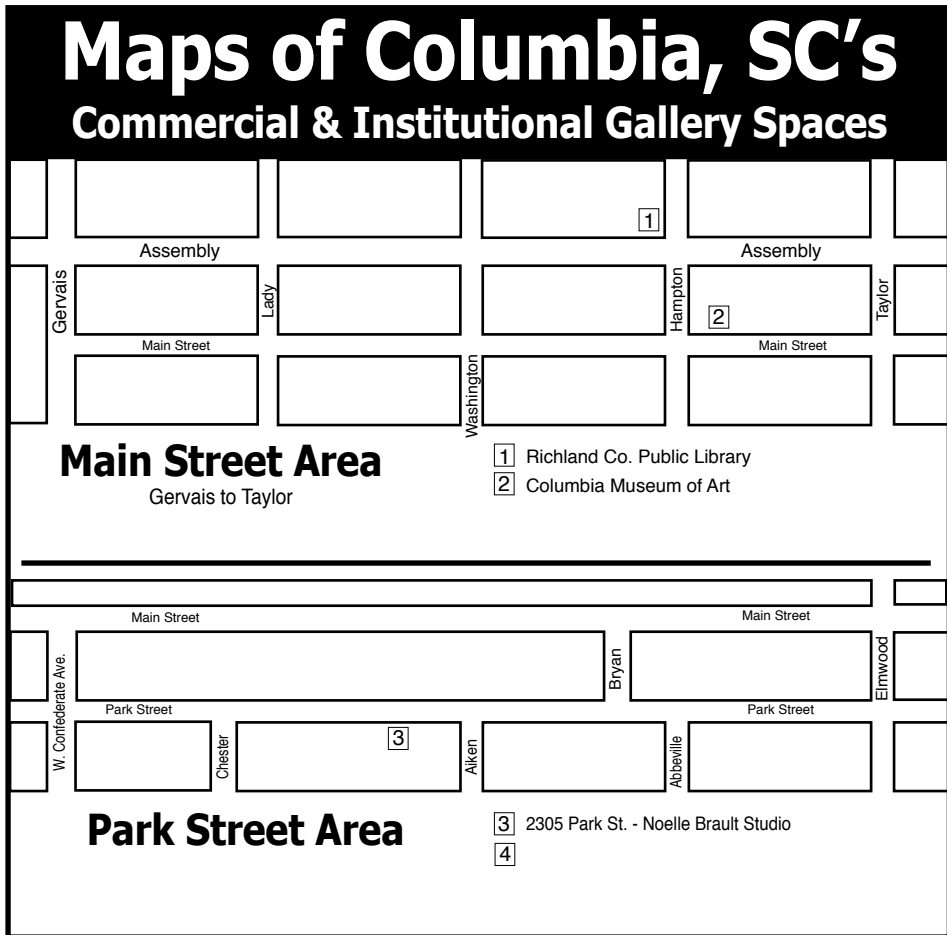 Maps of Columbia, SC's
Commercial & Institutional Gallery Spaces
1
Assembly
Assembly
Gervais
Lady
Hampton
Taylor
2
Main Street
Main Street
Washington
Main Street Area
Gervais to Taylor
1 Richland Co. Public Library
2 Columbia Museum of Art
Main Street
Main Street
W. Confederate Ave.
Bryan
Elmwood
Park Street
Park Street
3
Chester
Aiken
Abbeville
Park Street Area
3 2305 Park St. - Noelle Brault Studio
4